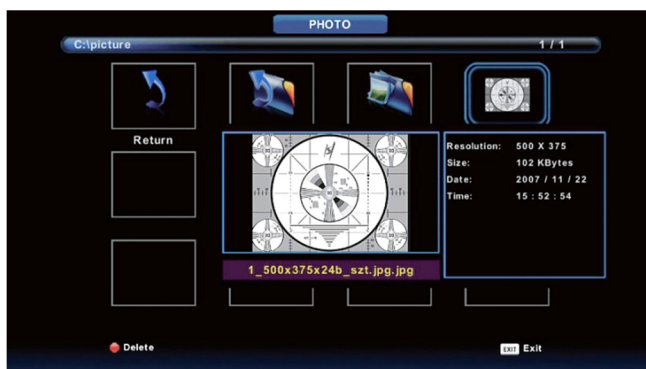 PHOTO
C:\picture 1 / 1
Return
Resolution: 500 X 375
Size: 102 KBytes
Date: 2007 / 11 / 22
Time: 15 : 52 : 54
1_500x375x24b_szt.jpg.jpg
Delete EXIT Exit